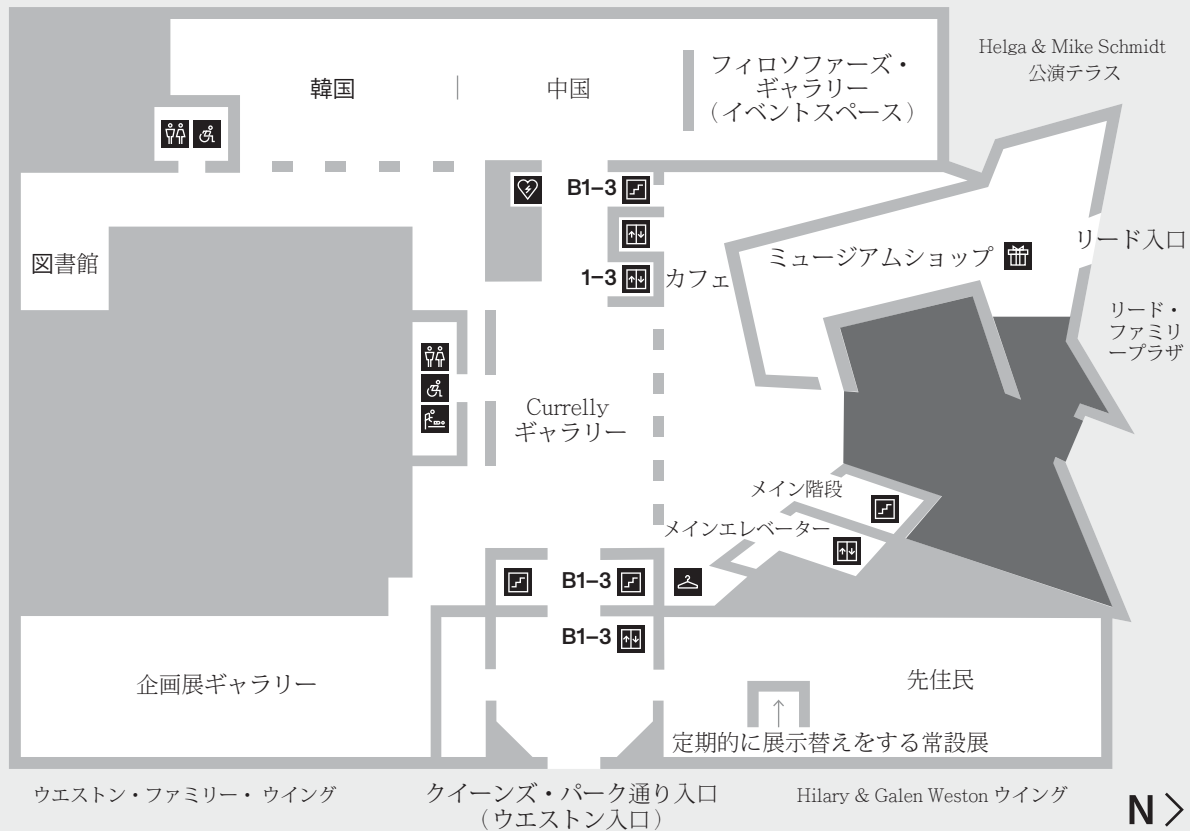 Helga & Mike Schmidt
公演テラス
韓国
中国
フィロソファーズ・
ギャラリー
（イベントスペース）
B1–3
1–3
カフェ
図書館
ミュージアムショップ
リード入口
リード・
ファミリ
ープラザ
Currelly
ギャラリー
メイン階段
メインエレベーター
B1–3
B1–3
企画展ギャラリー
先住民
定期的に展示替えをする常設展
ウエストン・ファミリー・ ウイング
クイーンズ・パーク通り入口
（ウエストン入口）
Hilary & Galen Weston ウイング
N